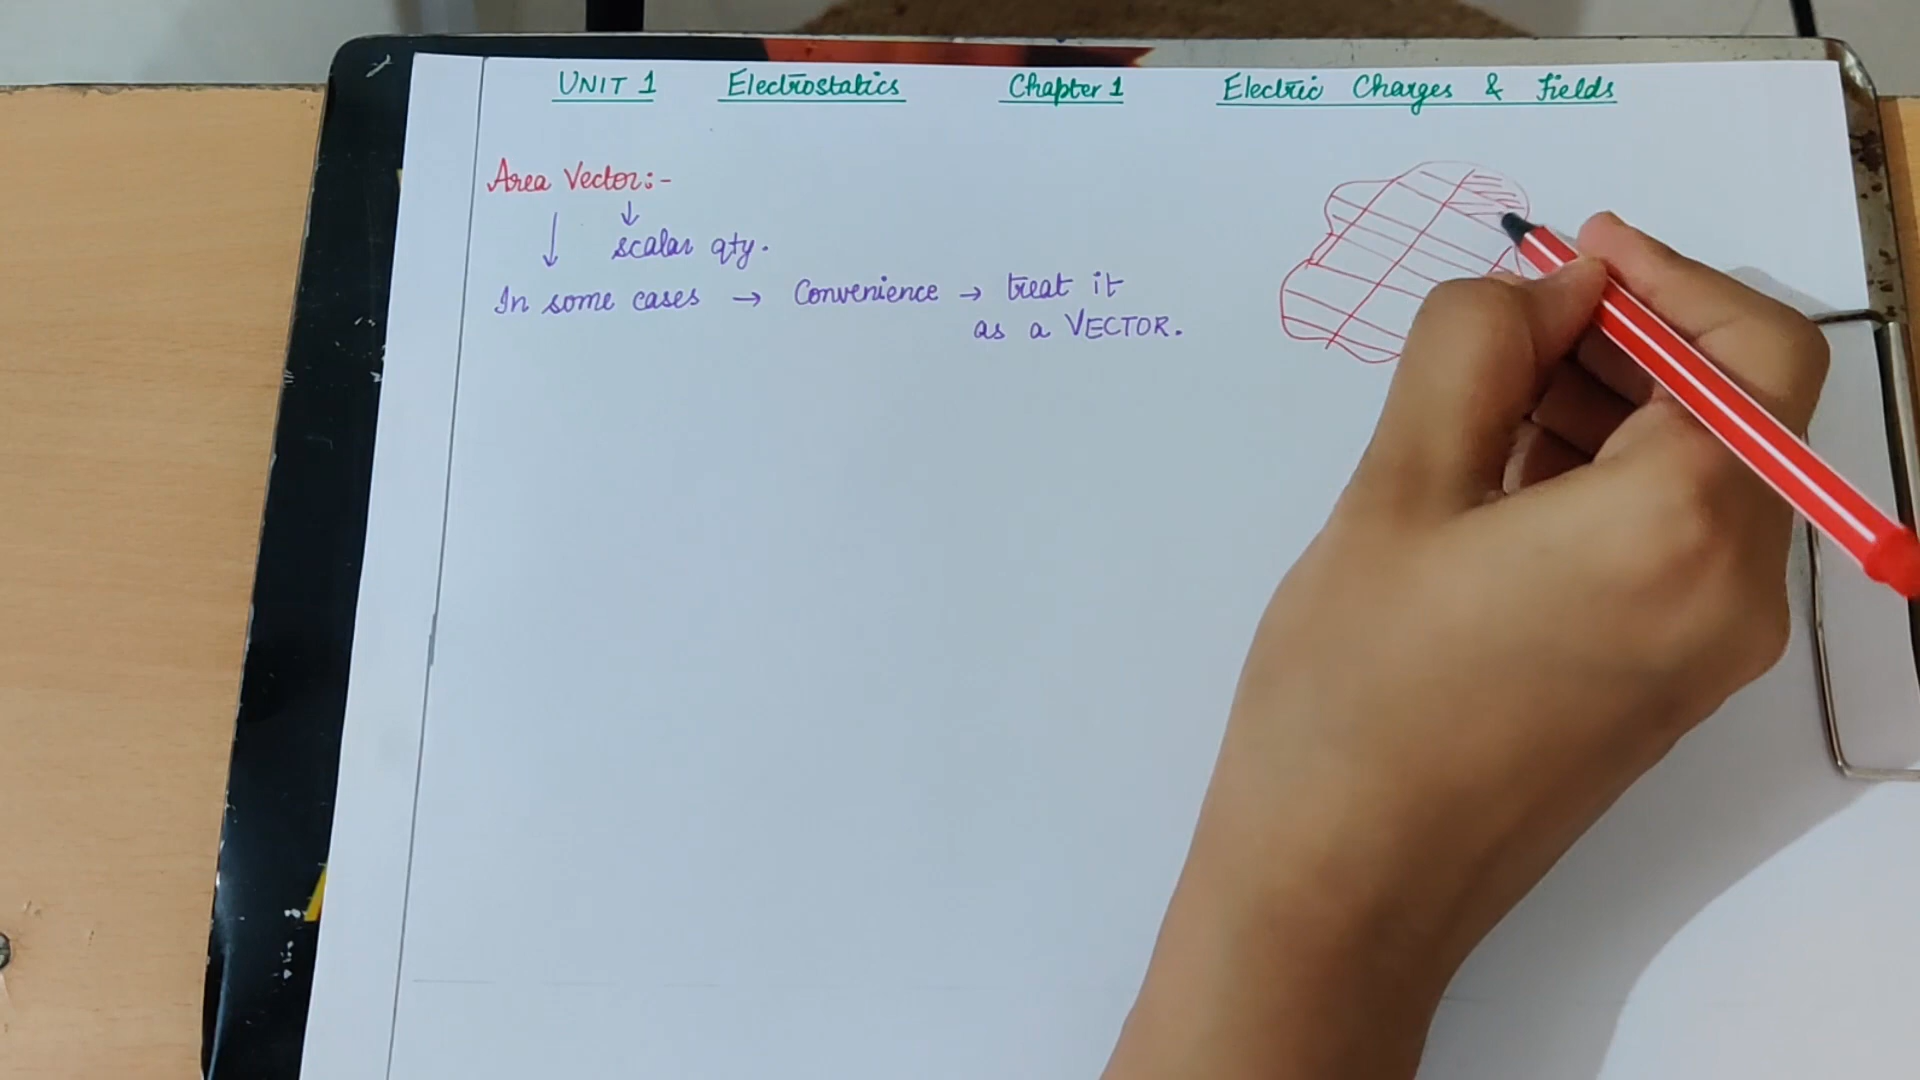 UNIT 1 Electrostatics Chapter 1 Electric Charges & Fields
Area Vector:-
↓ ↓
scalar qty.
In some cases → Convenience → treat it
as a VECTOR.